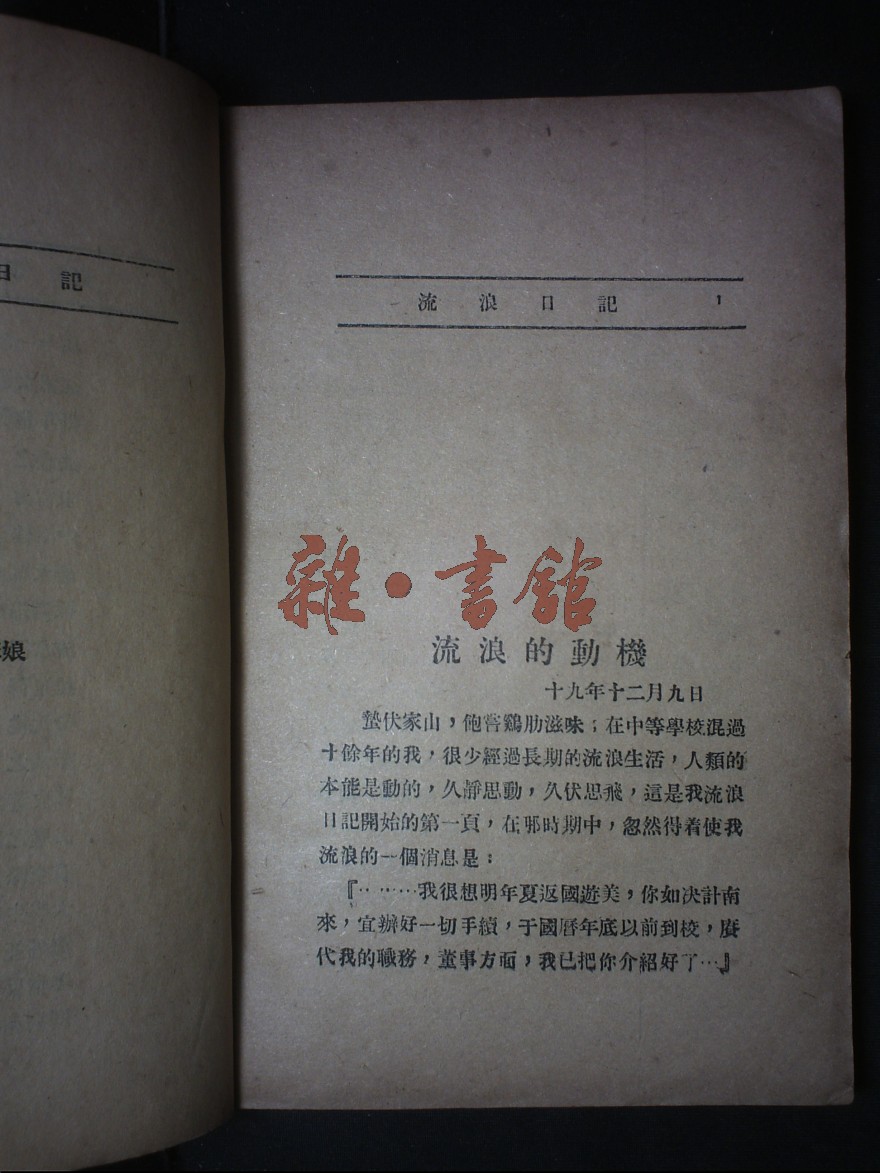 日記
娘
流浪日記 1
雜•書館
流浪的動機
十九年十二月九日
蟄伏家山，飽嘗鷄肋滋味；在中等學校混過
十餘年的我，很少經過長期的流浪生活，人類的
本能是動的，久靜思動，久伏思飛，這是我流浪
日記開始的第一頁，在那時期中，忽然得着使我
流浪的一個消息是：
『………我很想明年夏返國遊美，你如決計南
來，宜辦好一切手續，于國曆年底以前到校，賡
代我的職務，董事方面，我已把你介紹好了…』